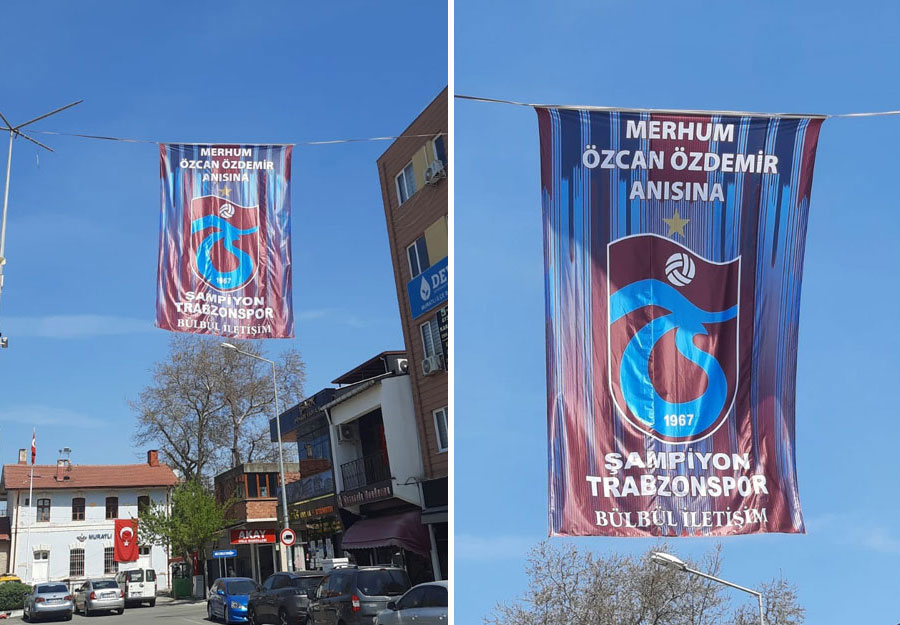 MERHUM
ÖZCAN ÖZDEMİR
ANISINA
1967
ŞAMPİYON
TRABZONSPOR
BÜLBÜL İLETİŞİM
MURATLI
AKAY
MERHUM
ÖZCAN ÖZDEMİR
ANISINA
1967
ŞAMPİYON
TRABZONSPOR
BÜLBÜL İLETİŞİM